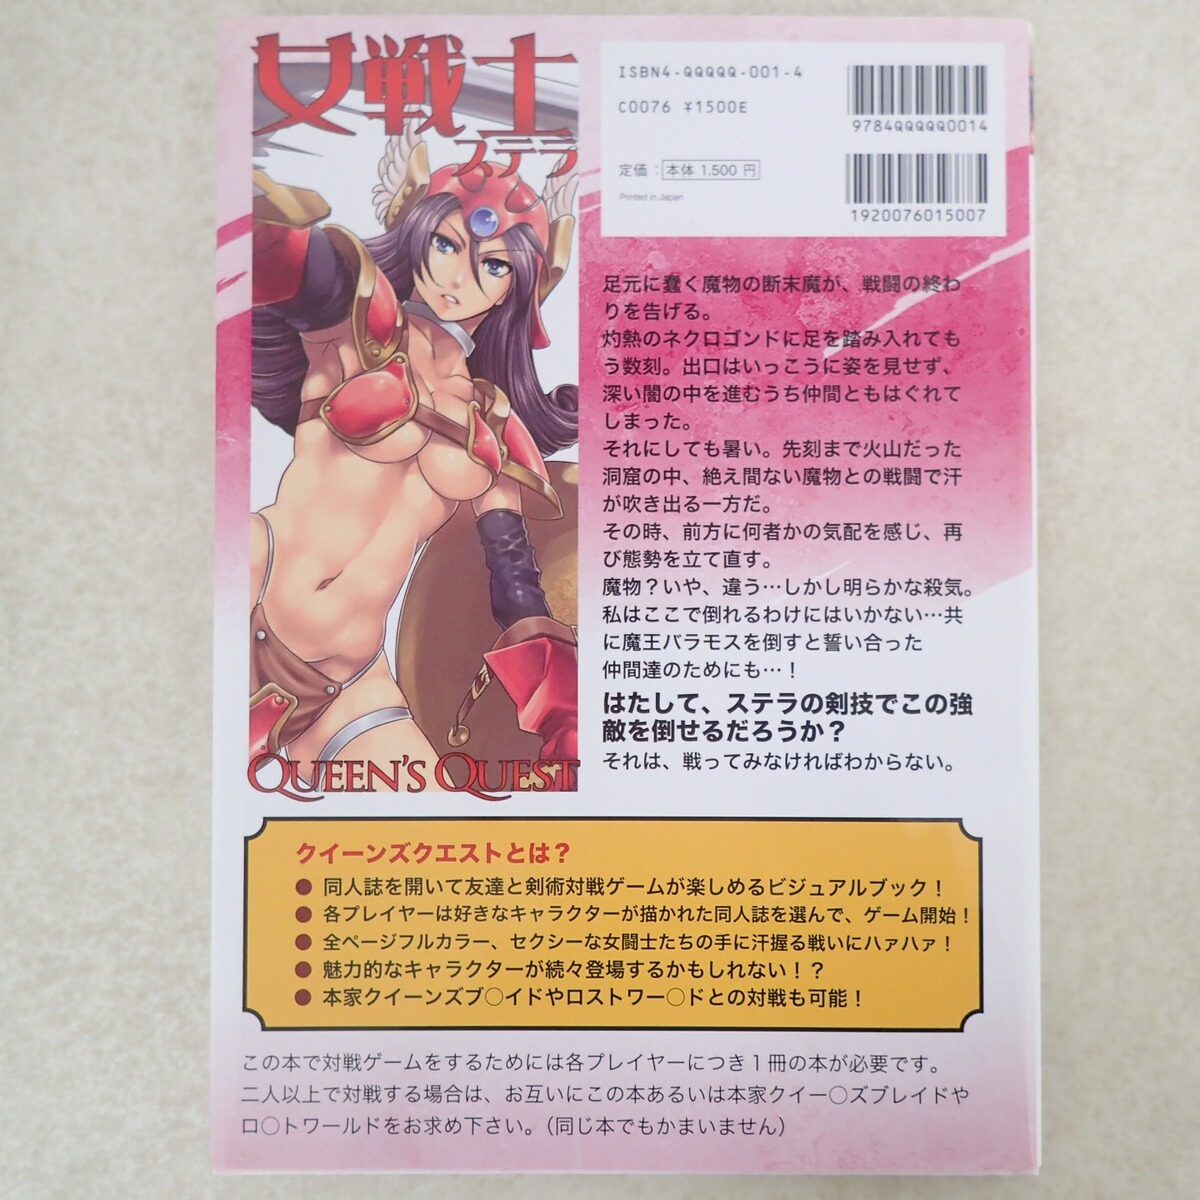 女戦士
ステラ
QUEEN'S QUEST
ISBN4-QQQQQ-001-4
C0076 ¥1500E
定価：本体 1.500 円
Printed in Japan
9784QQQQQ0014
1920076015007
足元に蠢く魔物の断末魔が、戦闘の終わ
りを告げる。
灼熱のネクロゴンドに足を踏み入れても
う数刻。出口はいっこうに姿を見せず、
深い闇の中を進むうち仲間ともはぐれて
しまった。
それにしても暑い。先刻まで火山だった
洞窟の中、絶え間ない魔物との戦闘で汗
が吹き出る一方だ。
その時、前方に何者かの気配を感じ、再
び態勢を立て直す。
魔物？いや、違う…しかし明らかな殺気。
私はここで倒れるわけにはいかない…共
に魔王バラモスを倒すと誓い合った
仲間達のためにも…！
はたして、ステラの剣技でこの強
敵を倒せるだろうか？
それは、戦ってみなければわからない。
クイーンズクエストとは？
● 同人誌を開いて友達と剣術対戦ゲームが楽しめるビジュアルブック！
● 各プレイヤーは好きなキャラクターが描かれた同人誌を選んで、ゲーム開始！
● 全ページフルカラー、セクシーな女闘士たちの手に汗握る戦いにハァハァ！
● 魅力的なキャラクターが続々登場するかもしれない！？
● 本家クイーンズブ○イドやロストワー○ドとの対戦も可能！
この本で対戦ゲームをするためには各プレイヤーにつき１冊の本が必要です。
二人以上で対戦する場合は、お互いにこの本あるいは本家クイー○ズブレイドや
ロ○トワールドをお求め下さい。（同じ本でもかまいません）